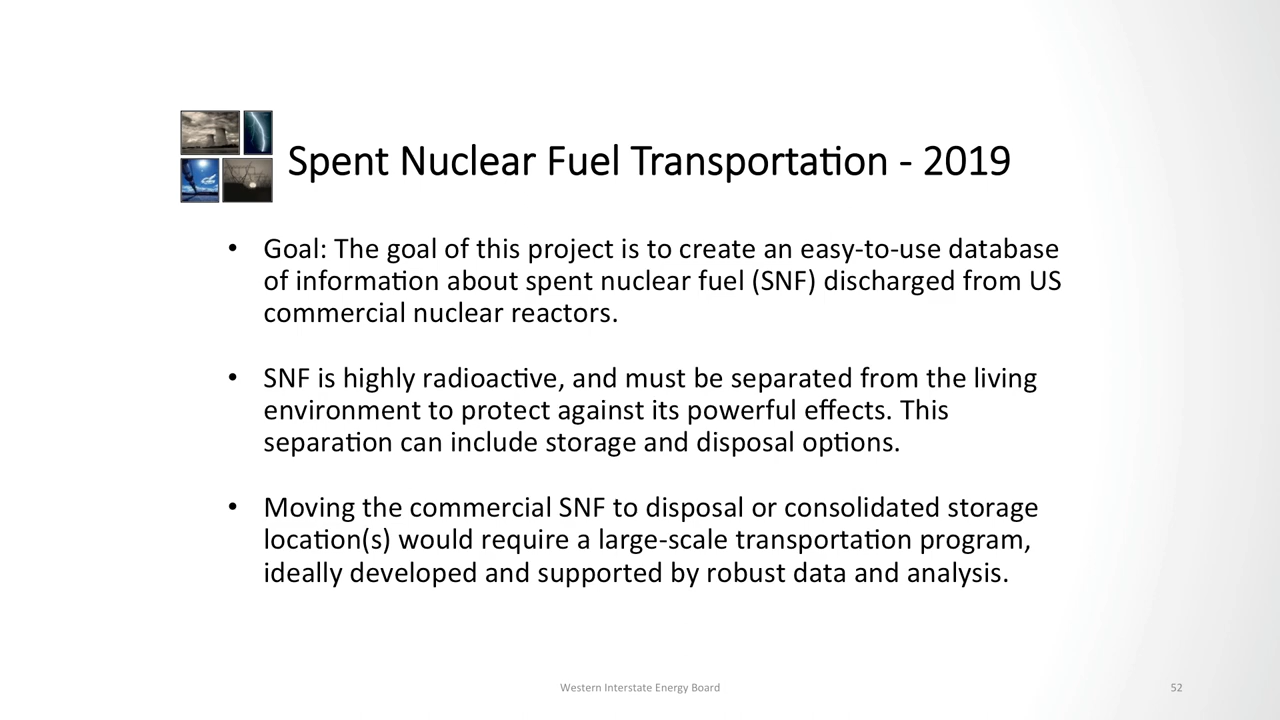 Spent Nuclear Fuel Transportation - 2019
• Goal: The goal of this project is to create an easy-to-use database
of information about spent nuclear fuel (SNF) discharged from US
commercial nuclear reactors.
• SNF is highly radioactive, and must be separated from the living
environment to protect against its powerful effects. This
separation can include storage and disposal options.
• Moving the commercial SNF to disposal or consolidated storage
location(s) would require a large-scale transportation program,
ideally developed and supported by robust data and analysis.
Western Interstate Energy Board
52